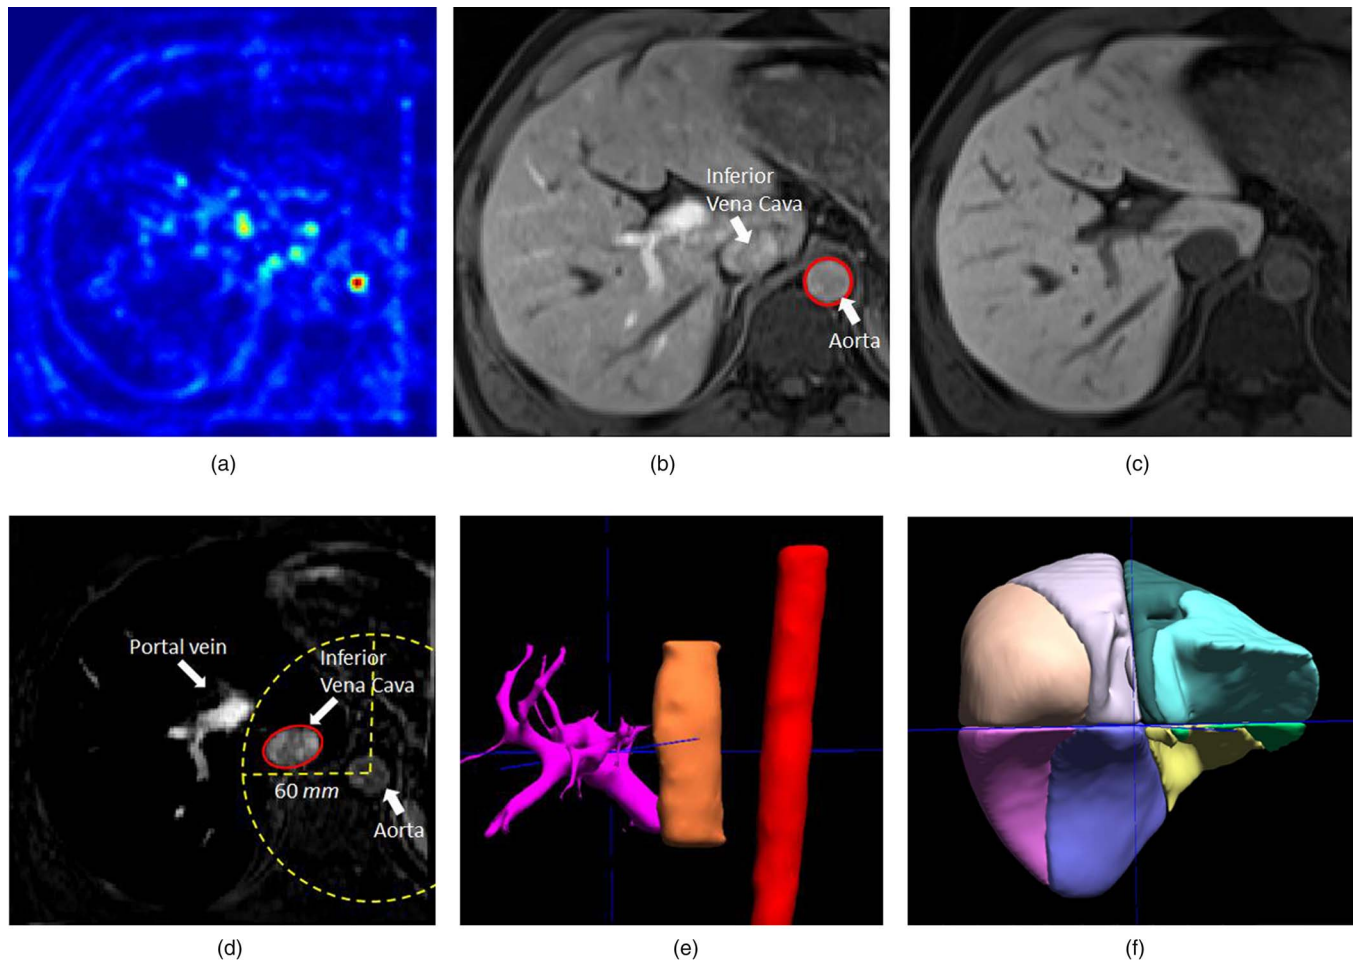 Inferior
Vena Cava
Aorta
(a)
(b)
(c)
Portal vein
Inferior
Vena Cava
60 mm
Aorta
(d)
(e)
(f)